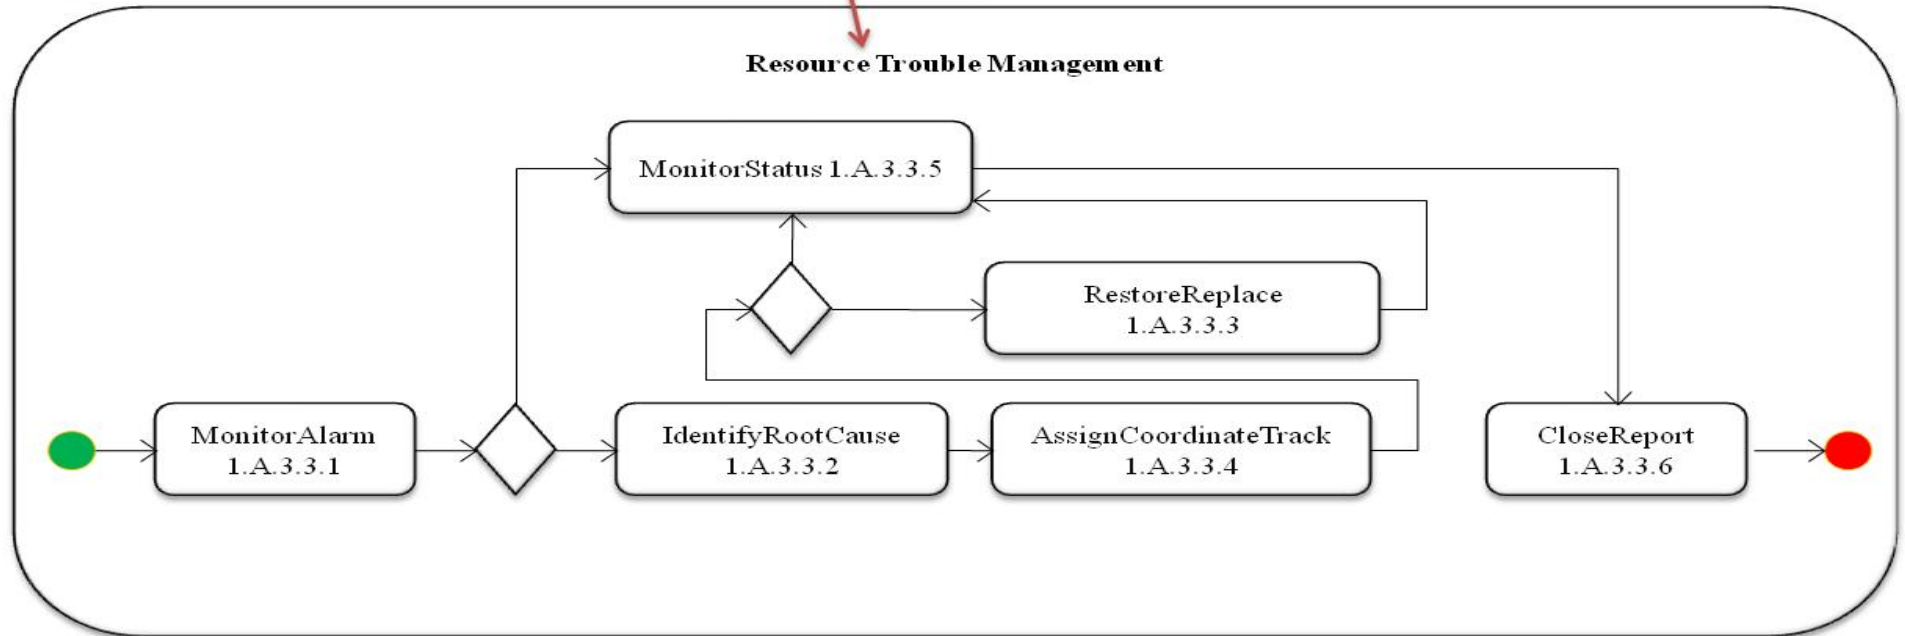 Resource Trouble Management
MonitorStatus 1.A.3.3.5
RestoreReplace
1.A.3.3.3
MonitorAlarm
1.A.3.3.1
IdentifyRootCause
1.A.3.3.2
AssignCoordinateTrack
1.A.3.3.4
CloseReport
1.A.3.3.6